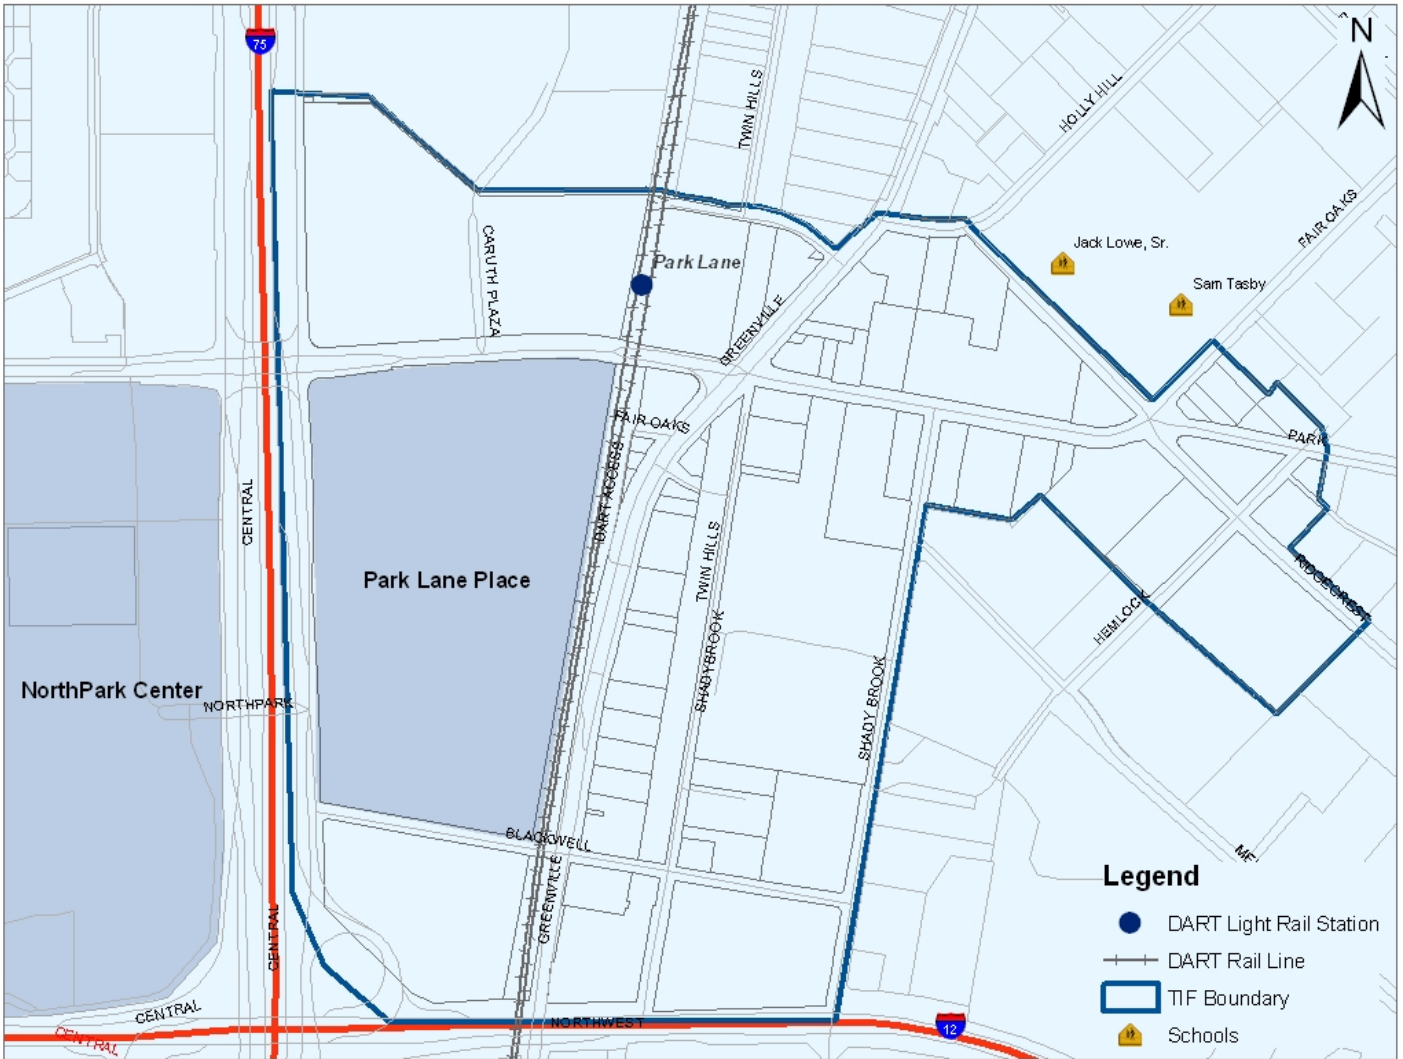 N
75
TWIN HILLS
HOLLY HILL
FAIR OAKS
CARUTH PLAZA
Park Lane
Jack Lowe, Sr.
Sam Tasby
GREENVILLE
FAIR OAKS
PARK
DART ACCESS
CENTRAL
Park Lane Place
TWIN HILLS
RIDGECREST
HEMLOCK
SHADYBROOK
SHADY BROOK
NorthPark Center
NORTHPARK
BLACKWELL
GREENVILLE
CENTRAL
CENTRAL
CENTRAL
NORTHWEST
12
Legend
DART Light Rail Station
DART Rail Line
TIF Boundary
Schools